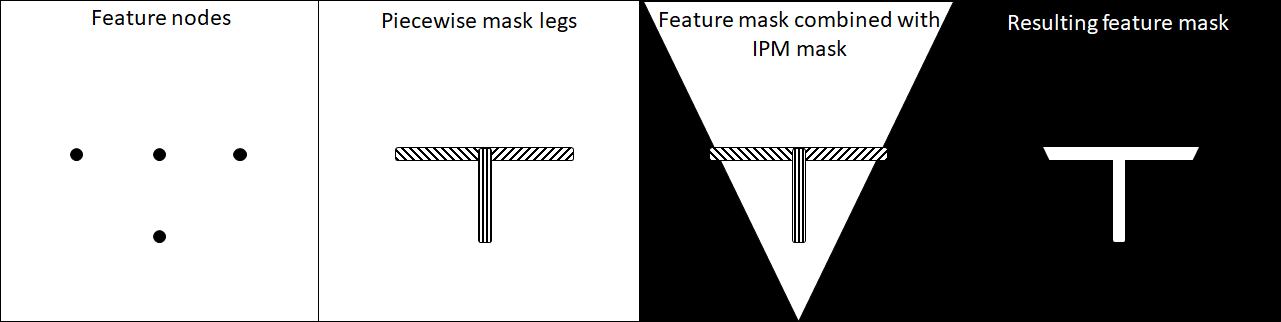 Feature nodes
Piecewise mask legs
Feature mask combined with
IPM mask
Resulting feature mask